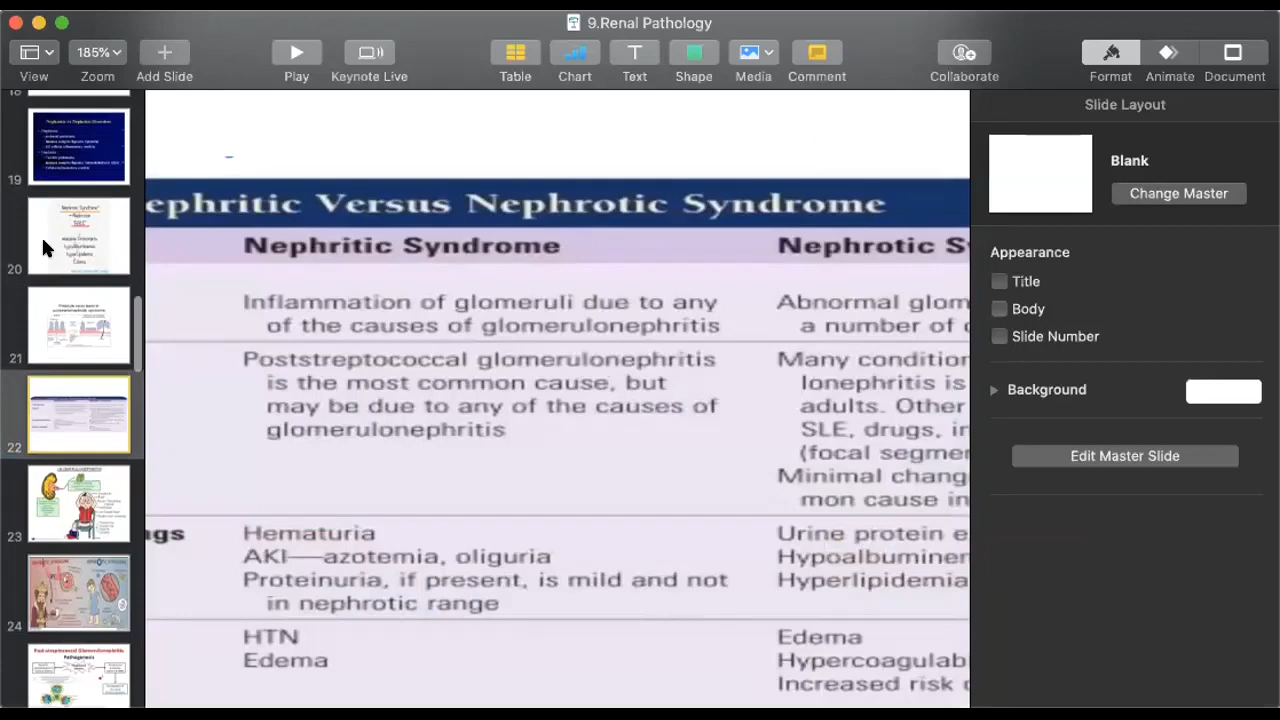 9.Renal Pathology
185%
View
Zoom
Add Slide
Play
Keynote Live
Table
Chart
Text
Shape
Media
Comment
Collaborate
Format
Animate
Document
18
19
20
21
22
23
24
ephritic Versus Nephrotic Syndrome
Nephritic Syndrome
Inflammation of glomeruli due to any
of the causes of glomerulonephritis
abnormal glom
a number of
Poststreptococcal glomerulonephritis
is the most common cause, but
may be due to any of the causes of
glomerulonephritis
Many condition
lonephritis is
adults. Other
SLE, drugs, in
(focal segmen
Minimal chang
mon cause in
ngs
Hematuria
AKI—azotemia, oliguria
Proteinuria, if present, is mild and not
in nephrotic range
Urine protein e
Hypoalbuminem
Hyperlipidemia
HTN
Edema
Edema
Hypercoagulab
Increased risk
Slide Layout
Blank
Change Master
Appearance
Title
Body
Slide Number
Background
Edit Master Slide